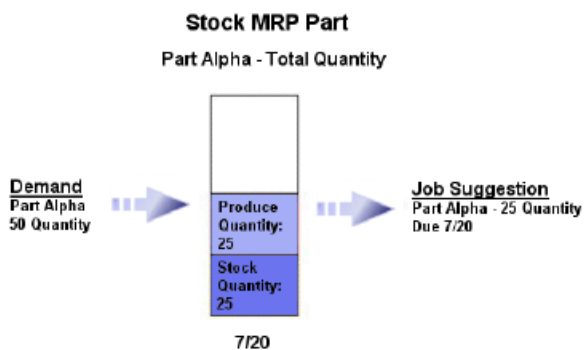 Stock MRP Part
Part Alpha - Total Quantity
Demand
Part Alpha
50 Quantity
Produce
Quantity:
25
Stock
Quantity:
25
7/20
Job Suggestion
Part Alpha - 25 Quantity
Due 7/20